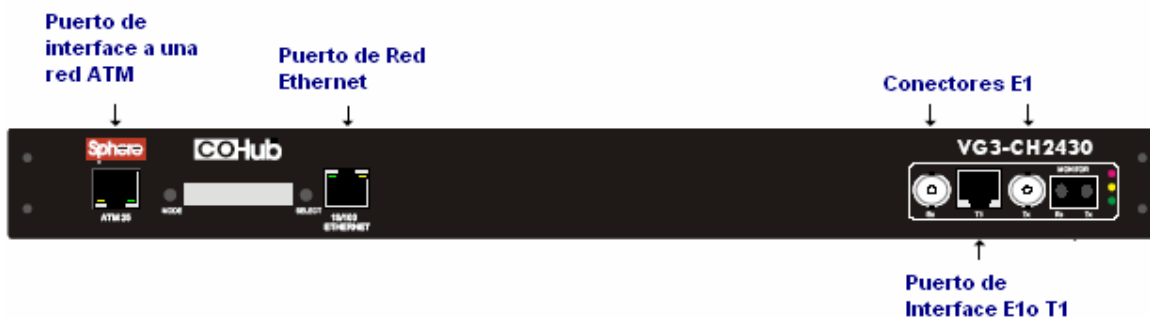 Puerto de
interface a una
red ATM
Puerto de Red
Ethernet
Conectores E1
Sphere
COHub
VG3-CH2430
MONITOR
ATM 25
MODE
SELECT
10/100
ETHERNET
Rx
T1
Tx
Rx
Tx
Puerto de
Interface E1o T1